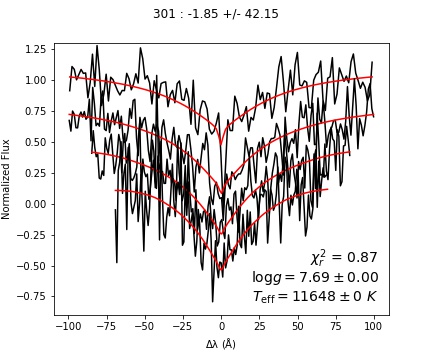 301 : -1.85 +/- 42.15
1.25
1.00
0.75
0.50
0.25
0.00
−0.25
−0.50
−0.75
Normalized Flux
χ²ᵣ = 0.87
logg = 7.69 ± 0.00
Teff = 11648 ± 0 K
−100 −75 −50 −25 0 25 50 75 100
Δλ (Å)